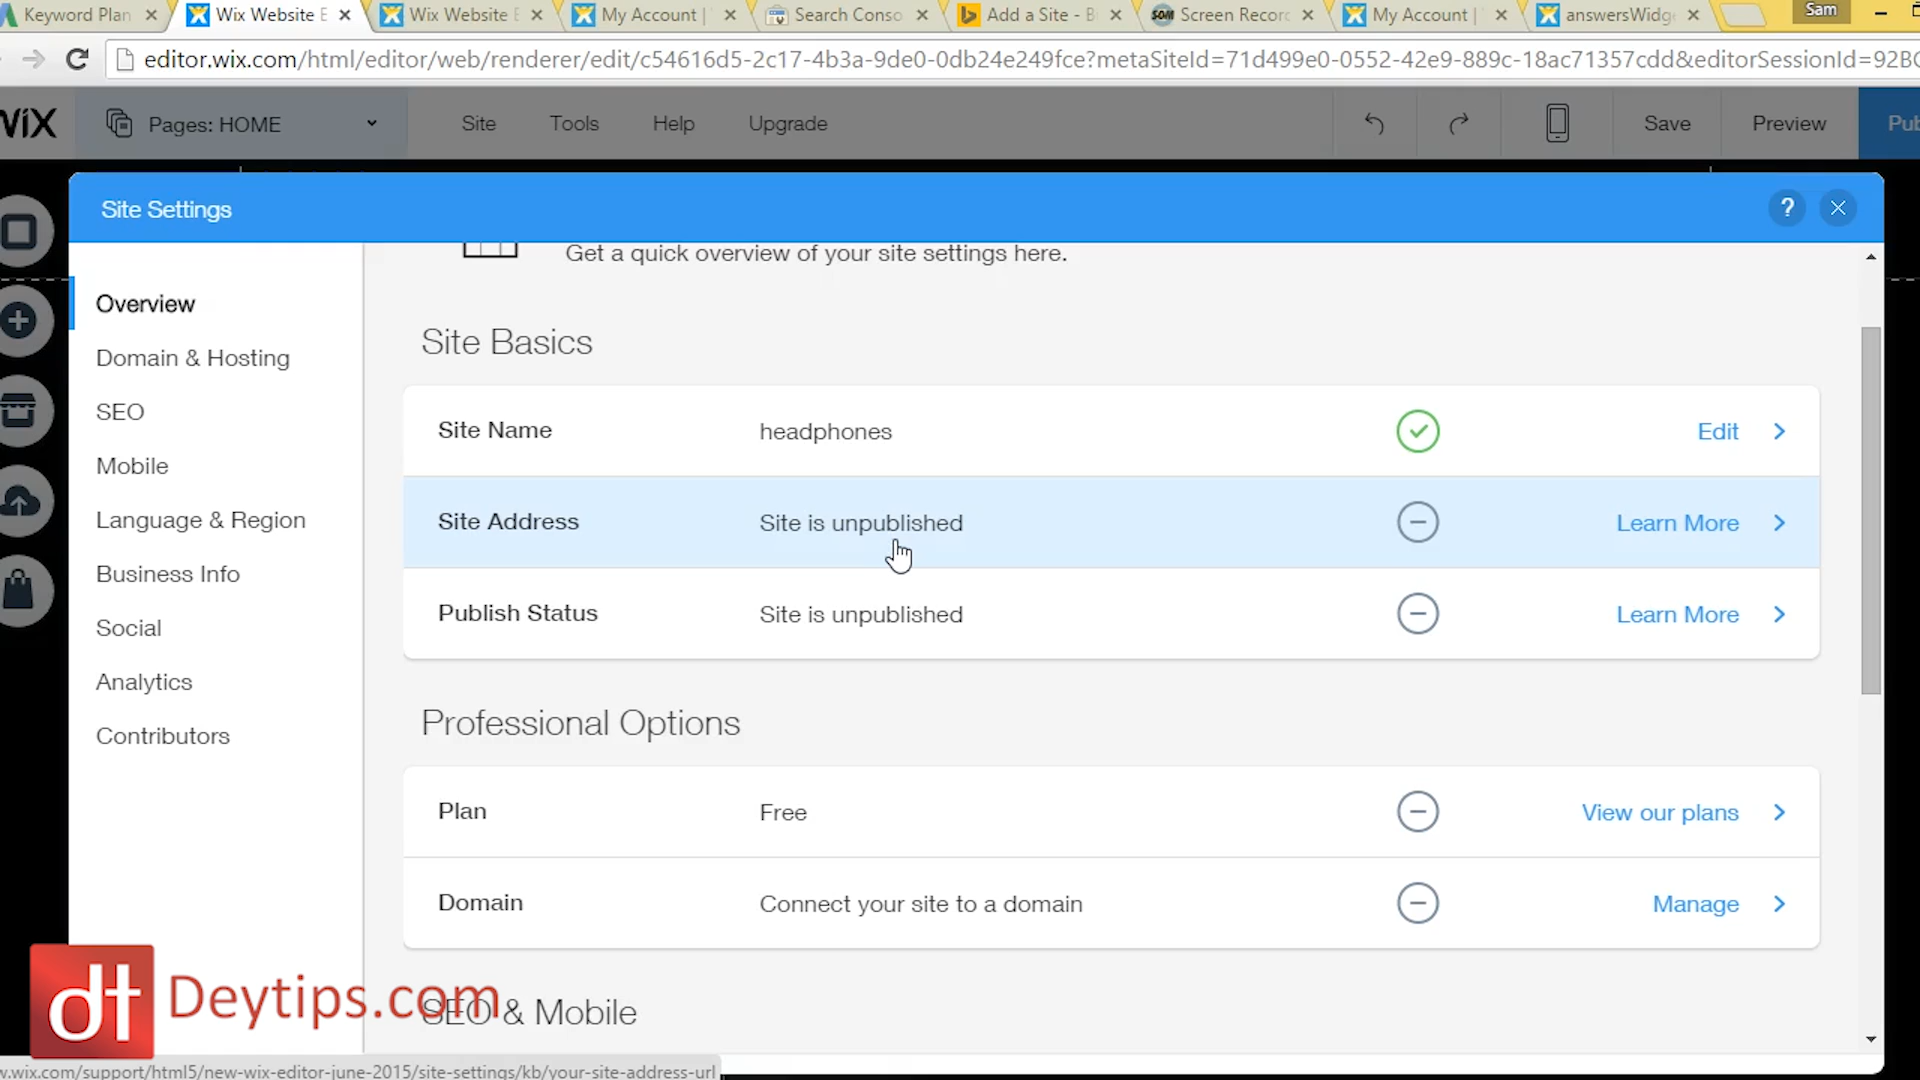 Keyword Plan
Wix Website E
Wix Website E
My Account |
Search Conso
Add a Site - B
SOM
Screen Recor
My Account |
answersWidg
Sam
editor.wix.com/html/editor/web/renderer/edit/c54616d5-2c17-4b3a-9de0-0db24e249fce?metaSiteId=71d499e0-0552-42e9-889c-18ac71357cdd&editorSessionId=92B
WiX
Pages: HOME
Site
Tools
Help
Upgrade
Save
Preview
Pub
Site Settings
?
Get a quick overview of your site settings here.
Overview
Domain & Hosting
SEO
Mobile
Language & Region
Business Info
Social
Analytics
Contributors
Site Basics
Site Name headphones Edit
Site Address Site is unpublished Learn More
Publish Status Site is unpublished Learn More
Professional Options
Plan Free View our plans
Domain Connect your site to a domain Manage
SEO & Mobile
dt Deytips.com
w.wix.com/support/html5/new-wix-editor-june-2015/site-settings/kb/your-site-address-url